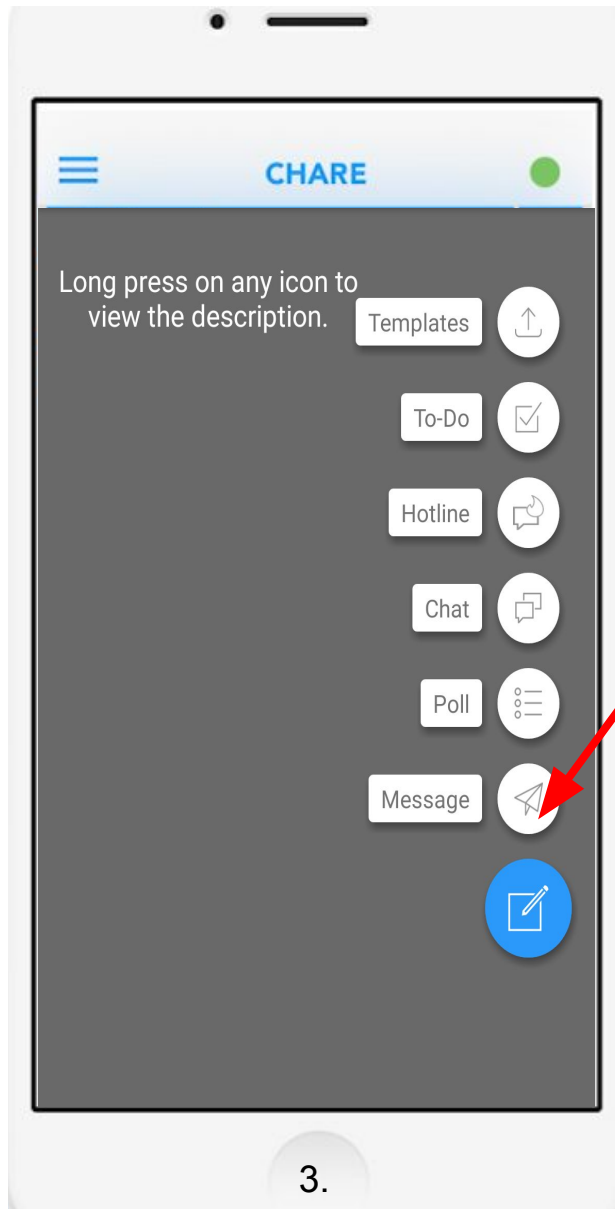 CHARE
Long press on any icon to
view the description.
Templates
To-Do
Hotline
Chat
Poll
Message
3.